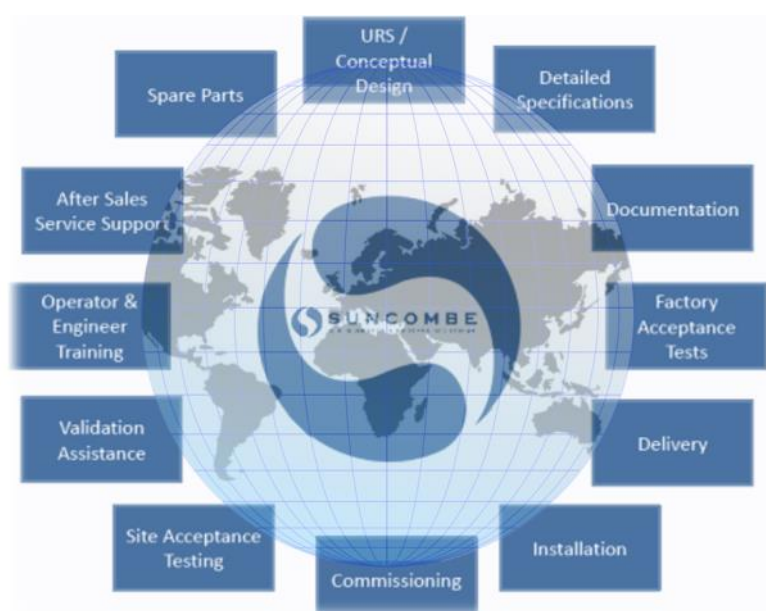 URS /
Conceptual
Design
Detailed
Specifications
Documentation
Factory
Acceptance
Tests
Delivery
Installation
Commissioning
Site Acceptance
Testing
Validation
Assistance
Operator &
Engineer
Training
After Sales
Service Support
Spare Parts
SUNCOMBE